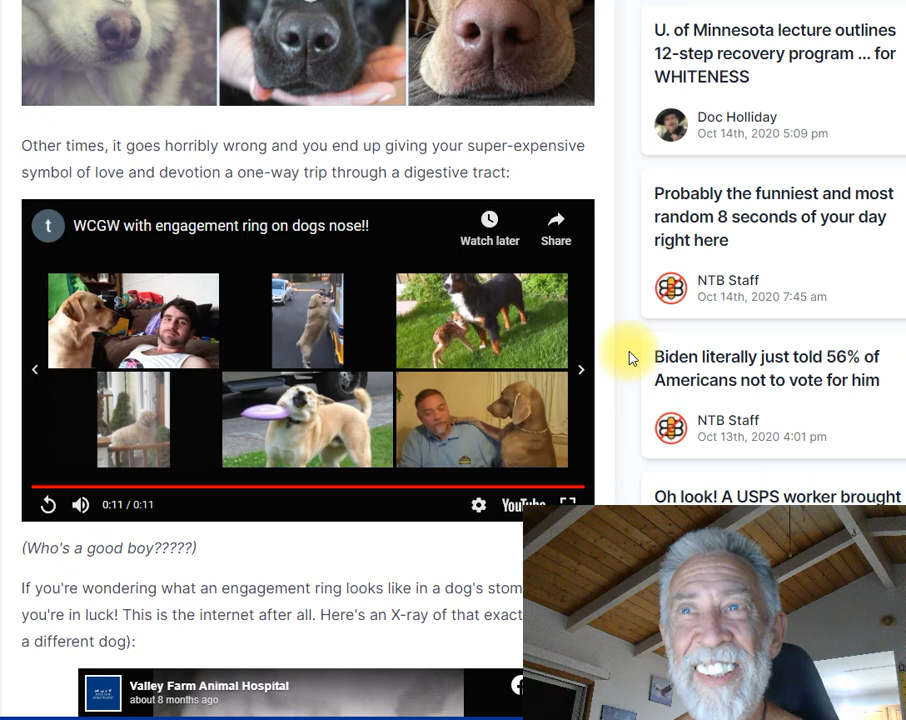 Other times, it goes horribly wrong and you end up giving your super-expensive
symbol of love and devotion a one-way trip through a digestive tract:
t
WCGW with engagement ring on dogs nose!!
Watch later
Share
0:11 / 0:11
YouTube
(Who's a good boy?????)
If you're wondering what an engagement ring looks like in a dog's stom
you're in luck! This is the internet after all. Here's an X-ray of that exact
a different dog):
Valley Farm Animal Hospital
about 8 months ago
U. of Minnesota lecture outlines
12-step recovery program ... for
WHITENESS
Doc Holliday
Oct 14th, 2020 5:09 pm
Probably the funniest and most
random 8 seconds of your day
right here
NTB Staff
Oct 14th, 2020 7:45 am
Biden literally just told 56% of
Americans not to vote for him
NTB Staff
Oct 13th, 2020 4:01 pm
Oh look! A USPS worker brought